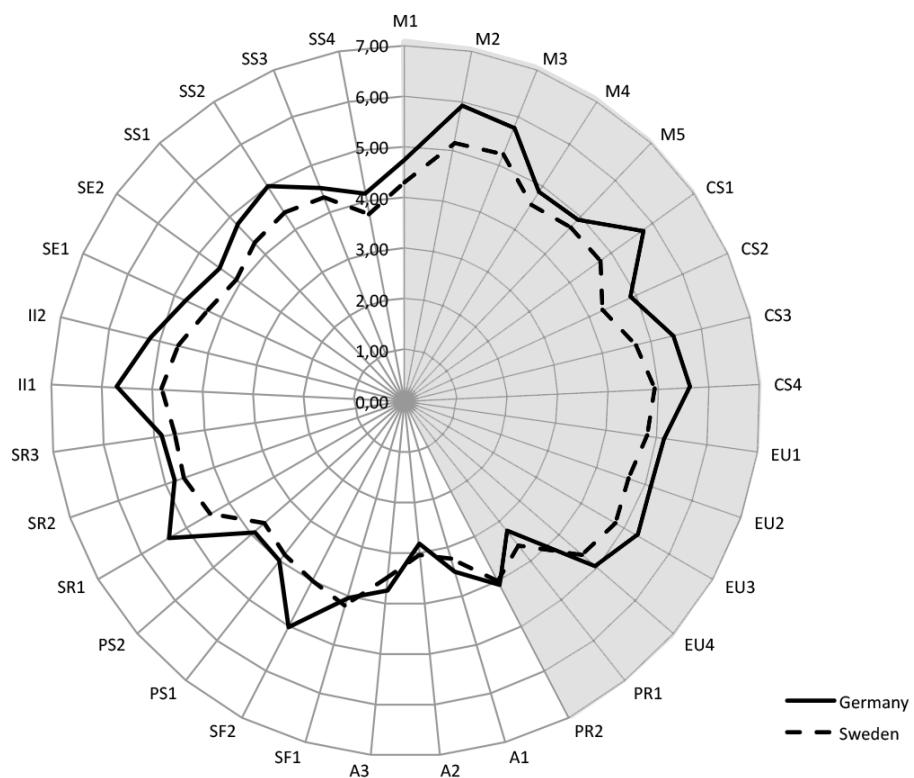 M1
M2
M3
M4
M5
CS1
CS2
CS3
CS4
EU1
EU2
EU3
EU4
PR1
PR2
A1
A2
A3
SF1
SF2
PS1
PS2
SR1
SR2
SR3
II1
II2
SE1
SE2
SS1
SS2
SS3
SS4
7,00
6,00
5,00
4,00
3,00
2,00
1,00
0,00
Germany
Sweden